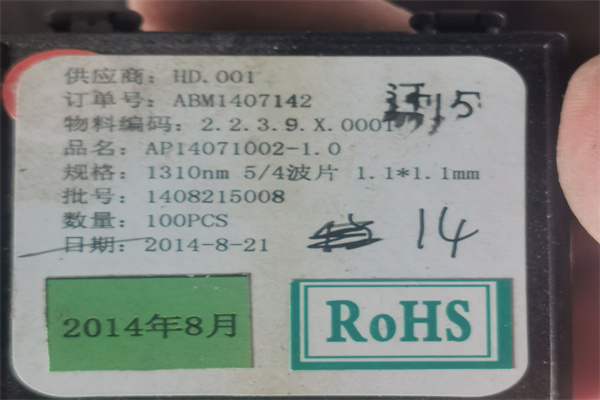 供应商: HD.001
订单号: ABM1407142
物料编码: 2.2.3.9.X.0001
品名: AP14071002-1.0
规格: 1310nm 5/4波片 1.1*1.1mm
批号: 1408215008
数量: 100PCS
日期: 2014-8-21
14
2014年8月
RoHS